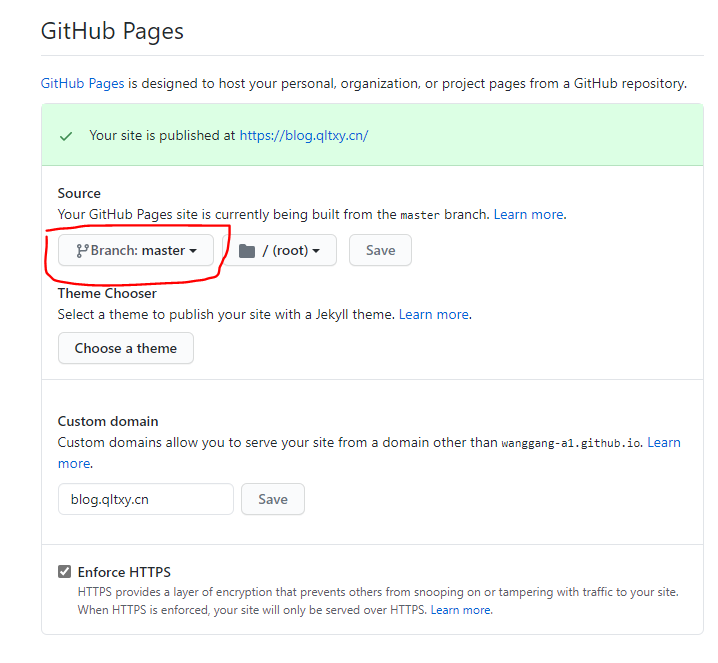 GitHub Pages
GitHub Pages is designed to host your personal, organization, or project pages from a GitHub repository.
Your site is published at https://blog.qltxy.cn/
Source
Your GitHub Pages site is currently being built from the master branch. Learn more.
Branch: master / (root) Save
Theme Chooser
Select a theme to publish your site with a Jekyll theme. Learn more.
Choose a theme
Custom domain
Custom domains allow you to serve your site from a domain other than wanggang-a1.github.io. Learn
more.
blog.qltxy.cn Save
Enforce HTTPS
HTTPS provides a layer of encryption that prevents others from snooping on or tampering with traffic to your site.
When HTTPS is enforced, your site will only be served over HTTPS. Learn more.